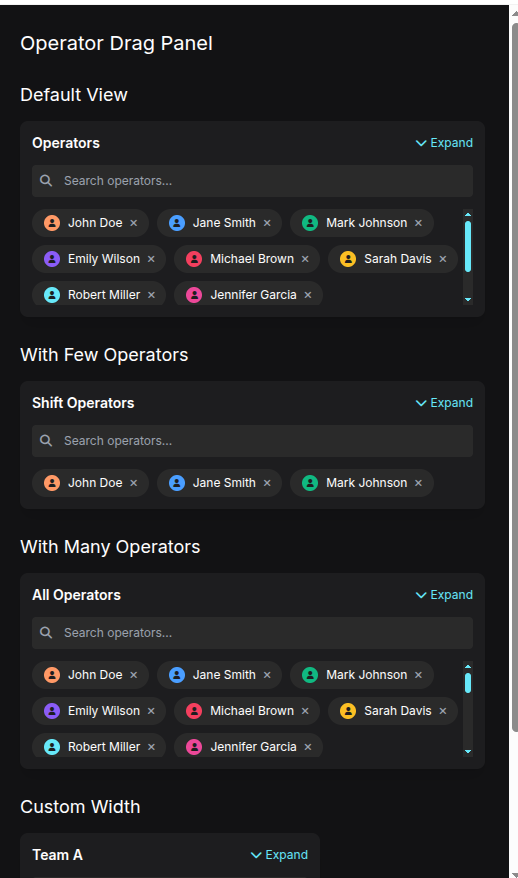 Operator Drag Panel
Default View
Operators Expand
Search operators...
John Doe × Jane Smith × Mark Johnson ×
Emily Wilson × Michael Brown × Sarah Davis ×
Robert Miller × Jennifer Garcia ×
With Few Operators
Shift Operators Expand
Search operators...
John Doe × Jane Smith × Mark Johnson ×
With Many Operators
All Operators Expand
Search operators...
John Doe × Jane Smith × Mark Johnson ×
Emily Wilson × Michael Brown × Sarah Davis ×
Robert Miller × Jennifer Garcia ×
Custom Width
Team A Expand